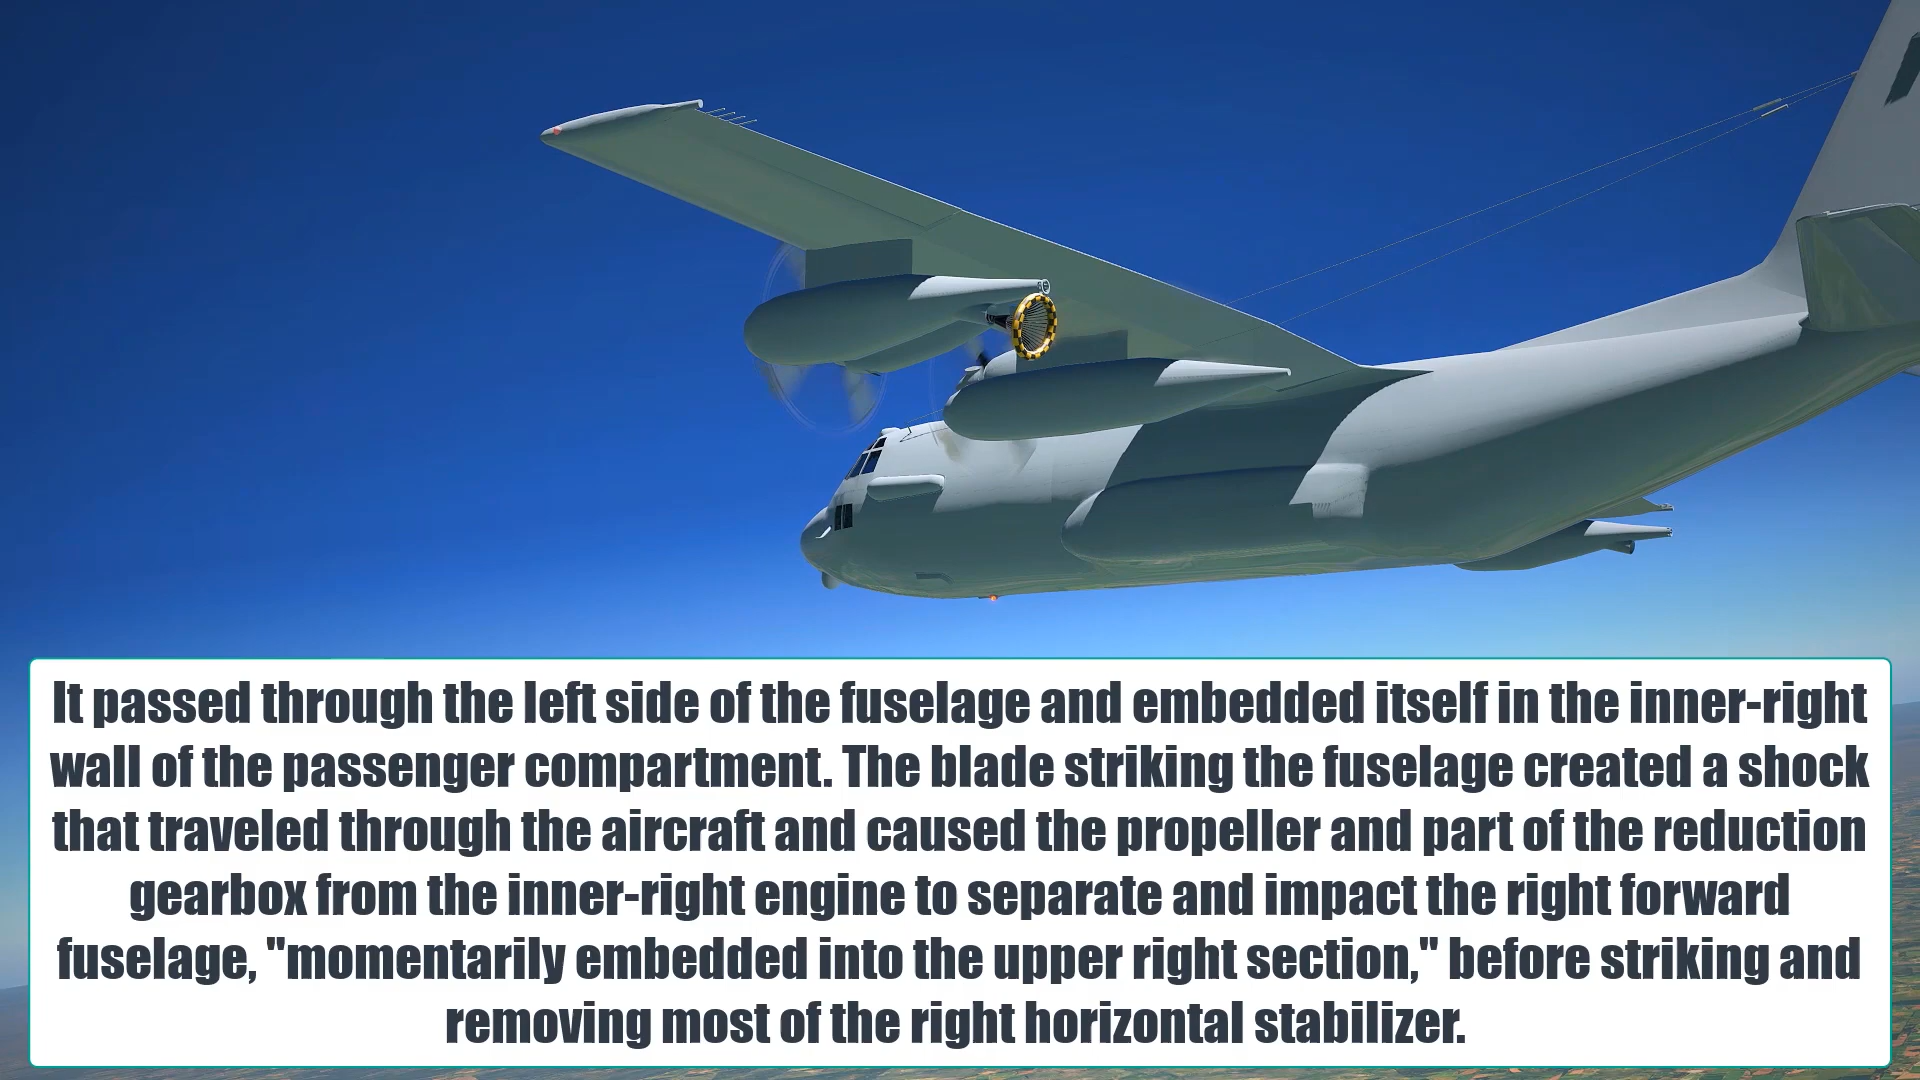 It passed through the left side of the fuselage and embedded itself in the inner-right
wall of the passenger compartment. The blade striking the fuselage created a shock
that traveled through the aircraft and caused the propeller and part of the reduction
gearbox from the inner-right engine to separate and impact the right forward
fuselage, "momentarily embedded into the upper right section," before striking and
removing most of the right horizontal stabilizer.